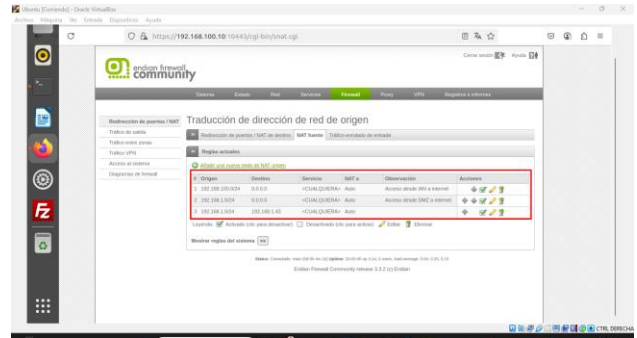 Ubuntu [Corriendo] - Oracle VirtualBox
Archivo Máquina Ver Entrada Dispositivos Ayuda
https://192.168.100.10:10443/cgi-bin/snat.cgi
endian firewall
community
Cerrar sesión Ayuda
Sistema Estado Red Servicios Firewall Proxy VPN Registros e informes
Redirección de puertos / NAT
Tráfico de salida
Tráfico entre zonas
Tráfico VPN
Acceso al sistema
Diagramas de firewall
Traducción de dirección de red de origen
Redirección de puertos / NAT de destino NAT fuente Tráfico enrutado de entrada
Reglas actuales
Añadir una nueva regla de NAT origen
# Origen Destino Servicio NAT a Observación Acciones
1 192.168.100.0/24 0.0.0.0 <CUALQUIERA> Auto Acceso desde
2 192.168.1.0/24 0.0.0.0 <CUALQUIERA> Auto Acceso desde DMZ a internet
3 192.168.1.0/24 192.168.1.43 <CUALQUIERA> Auto
Leyenda: Activado (clic para desactivar) Desactivado (clic para activar) Editar Eliminar
Mostrar reglas del sistema >>
Endian Firewall Community release 3.3.2 (c) Endian
CTRL DERECHA